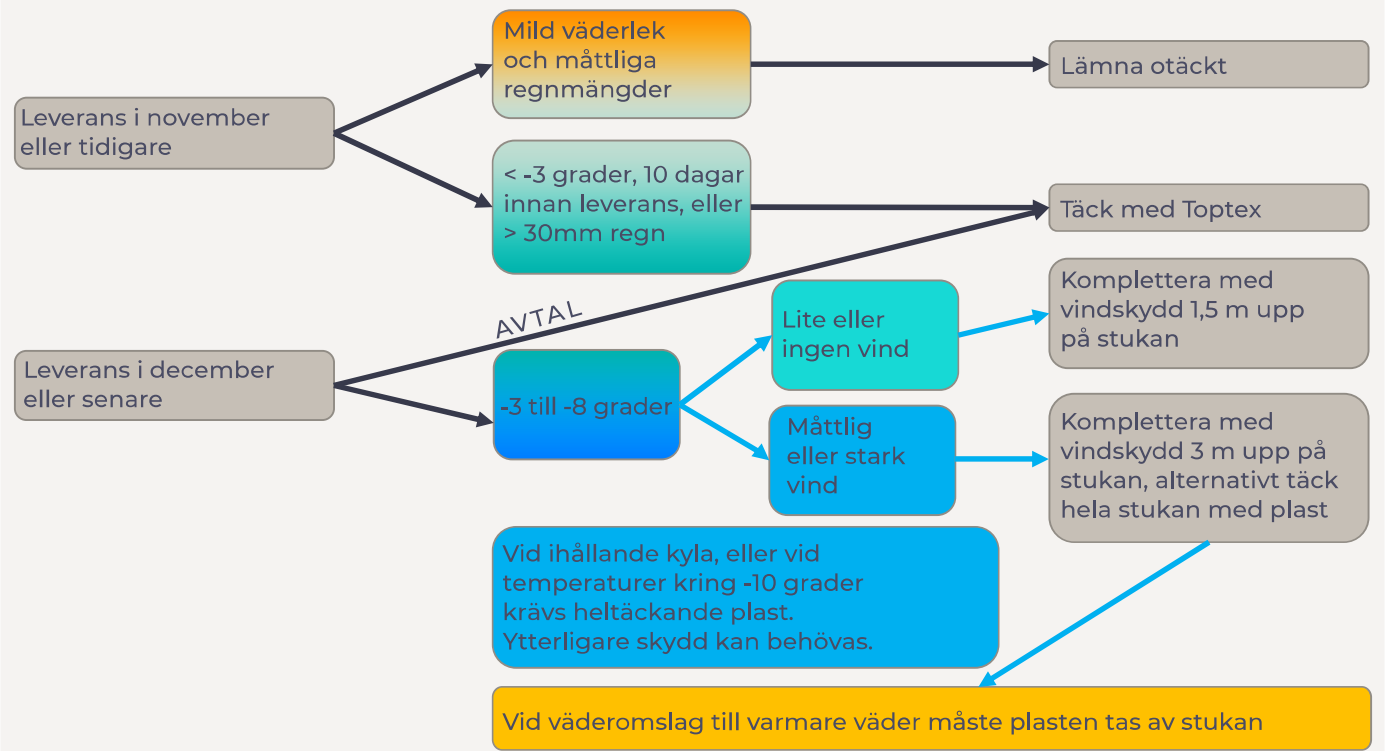 Mild väderlek
och måttliga
regnmängder
Lämna otäckt
Leverans i november
eller tidigare
< -3 grader, 10 dagar
innan leverans, eller
> 30mm regn
Täck med Toptex
AVTAL
Leverans i december
eller senare
-3 till -8 grader
Lite eller
ingen vind
Komplettera med
vindskydd 1,5 m upp
på stukan
Måttlig
eller stark
vind
Komplettera med
vindskydd 3 m upp på
stukan, alternativt täck
hela stukan med plast
Vid ihållande kyla, eller vid
temperaturer kring -10 grader
krävs heltäckande plast.
Ytterligare skydd kan behövas.
Vid väderomslag till varmare väder måste plasten tas av stukan